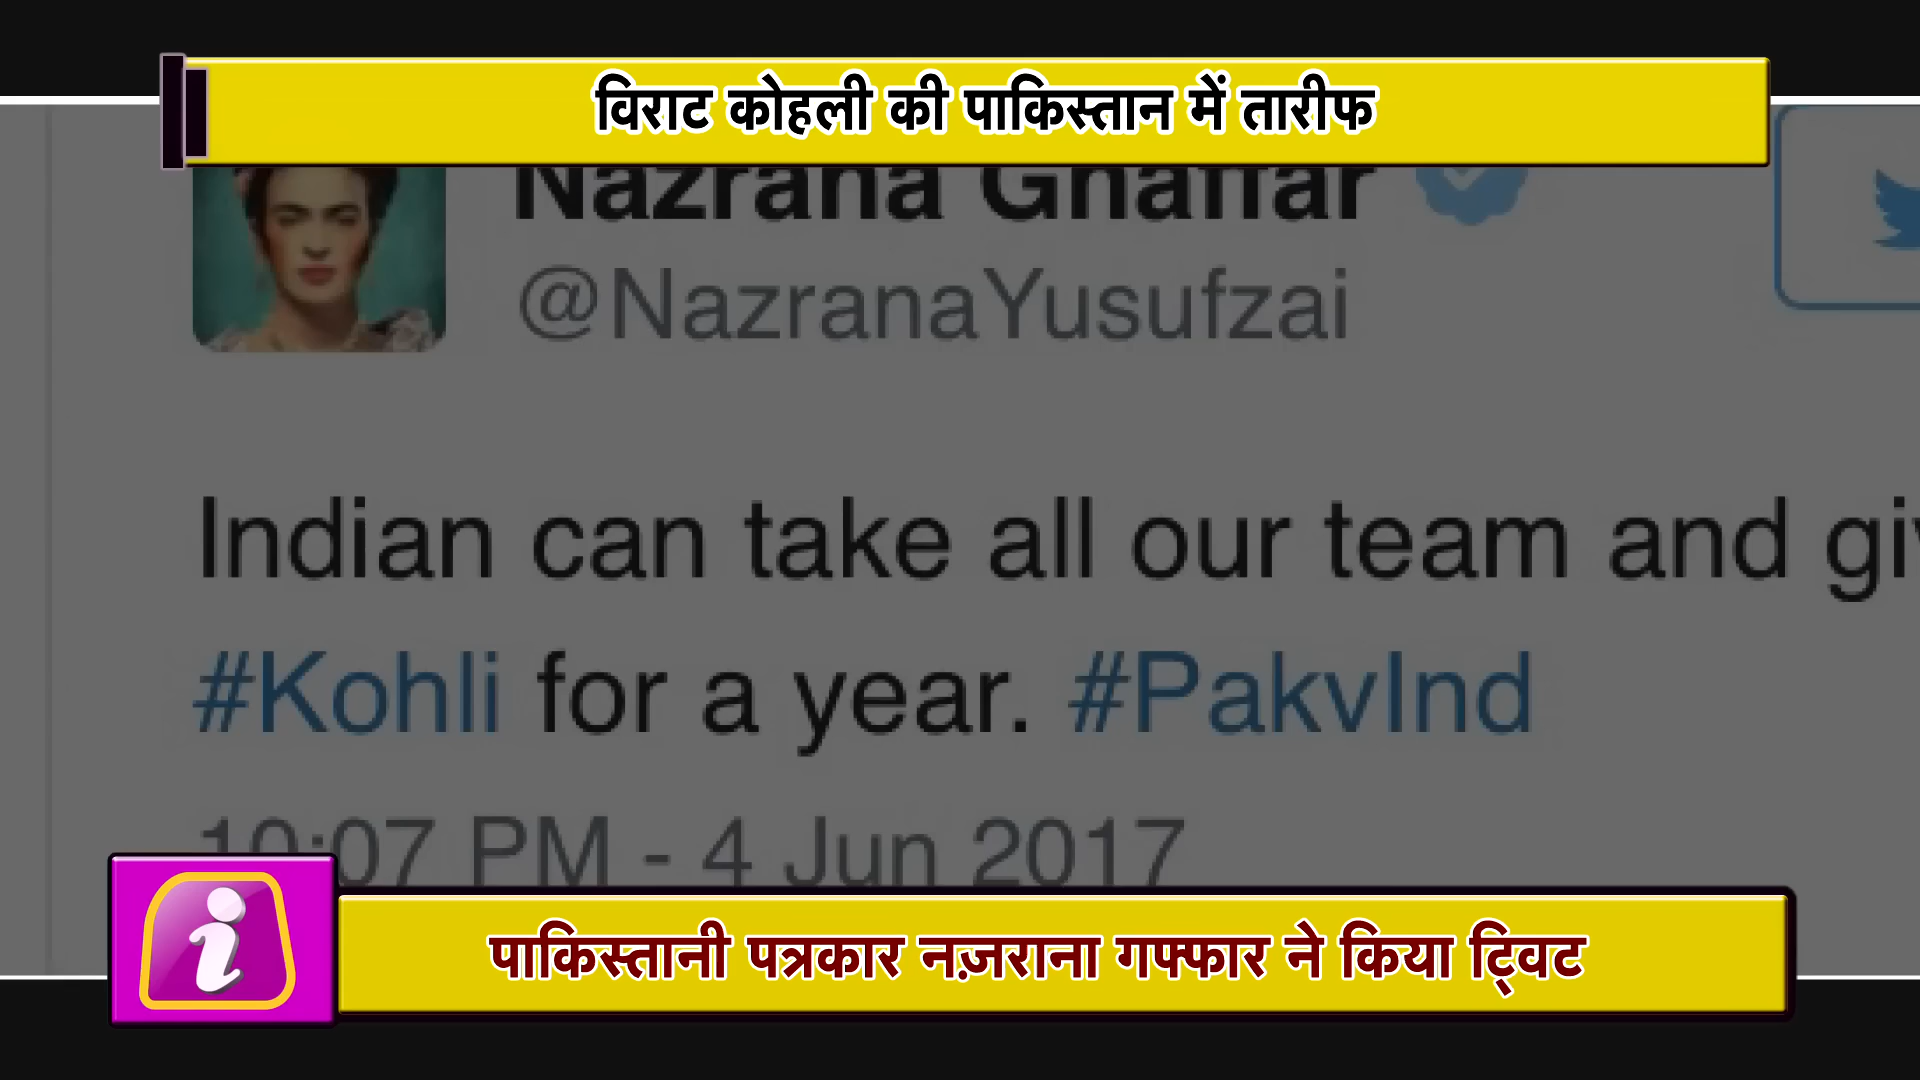 विराट कोहली की पाकिस्तान में तारीफ
Nazrana Ghaffar
@NazranaYusufzai
Indian can take all our team and
#Kohli for a year. #PakvInd
10:07 PM - 4 Jun 2017
पाकिस्तानी पत्रकार नज़राना गफ्फार ने किया ट्विट